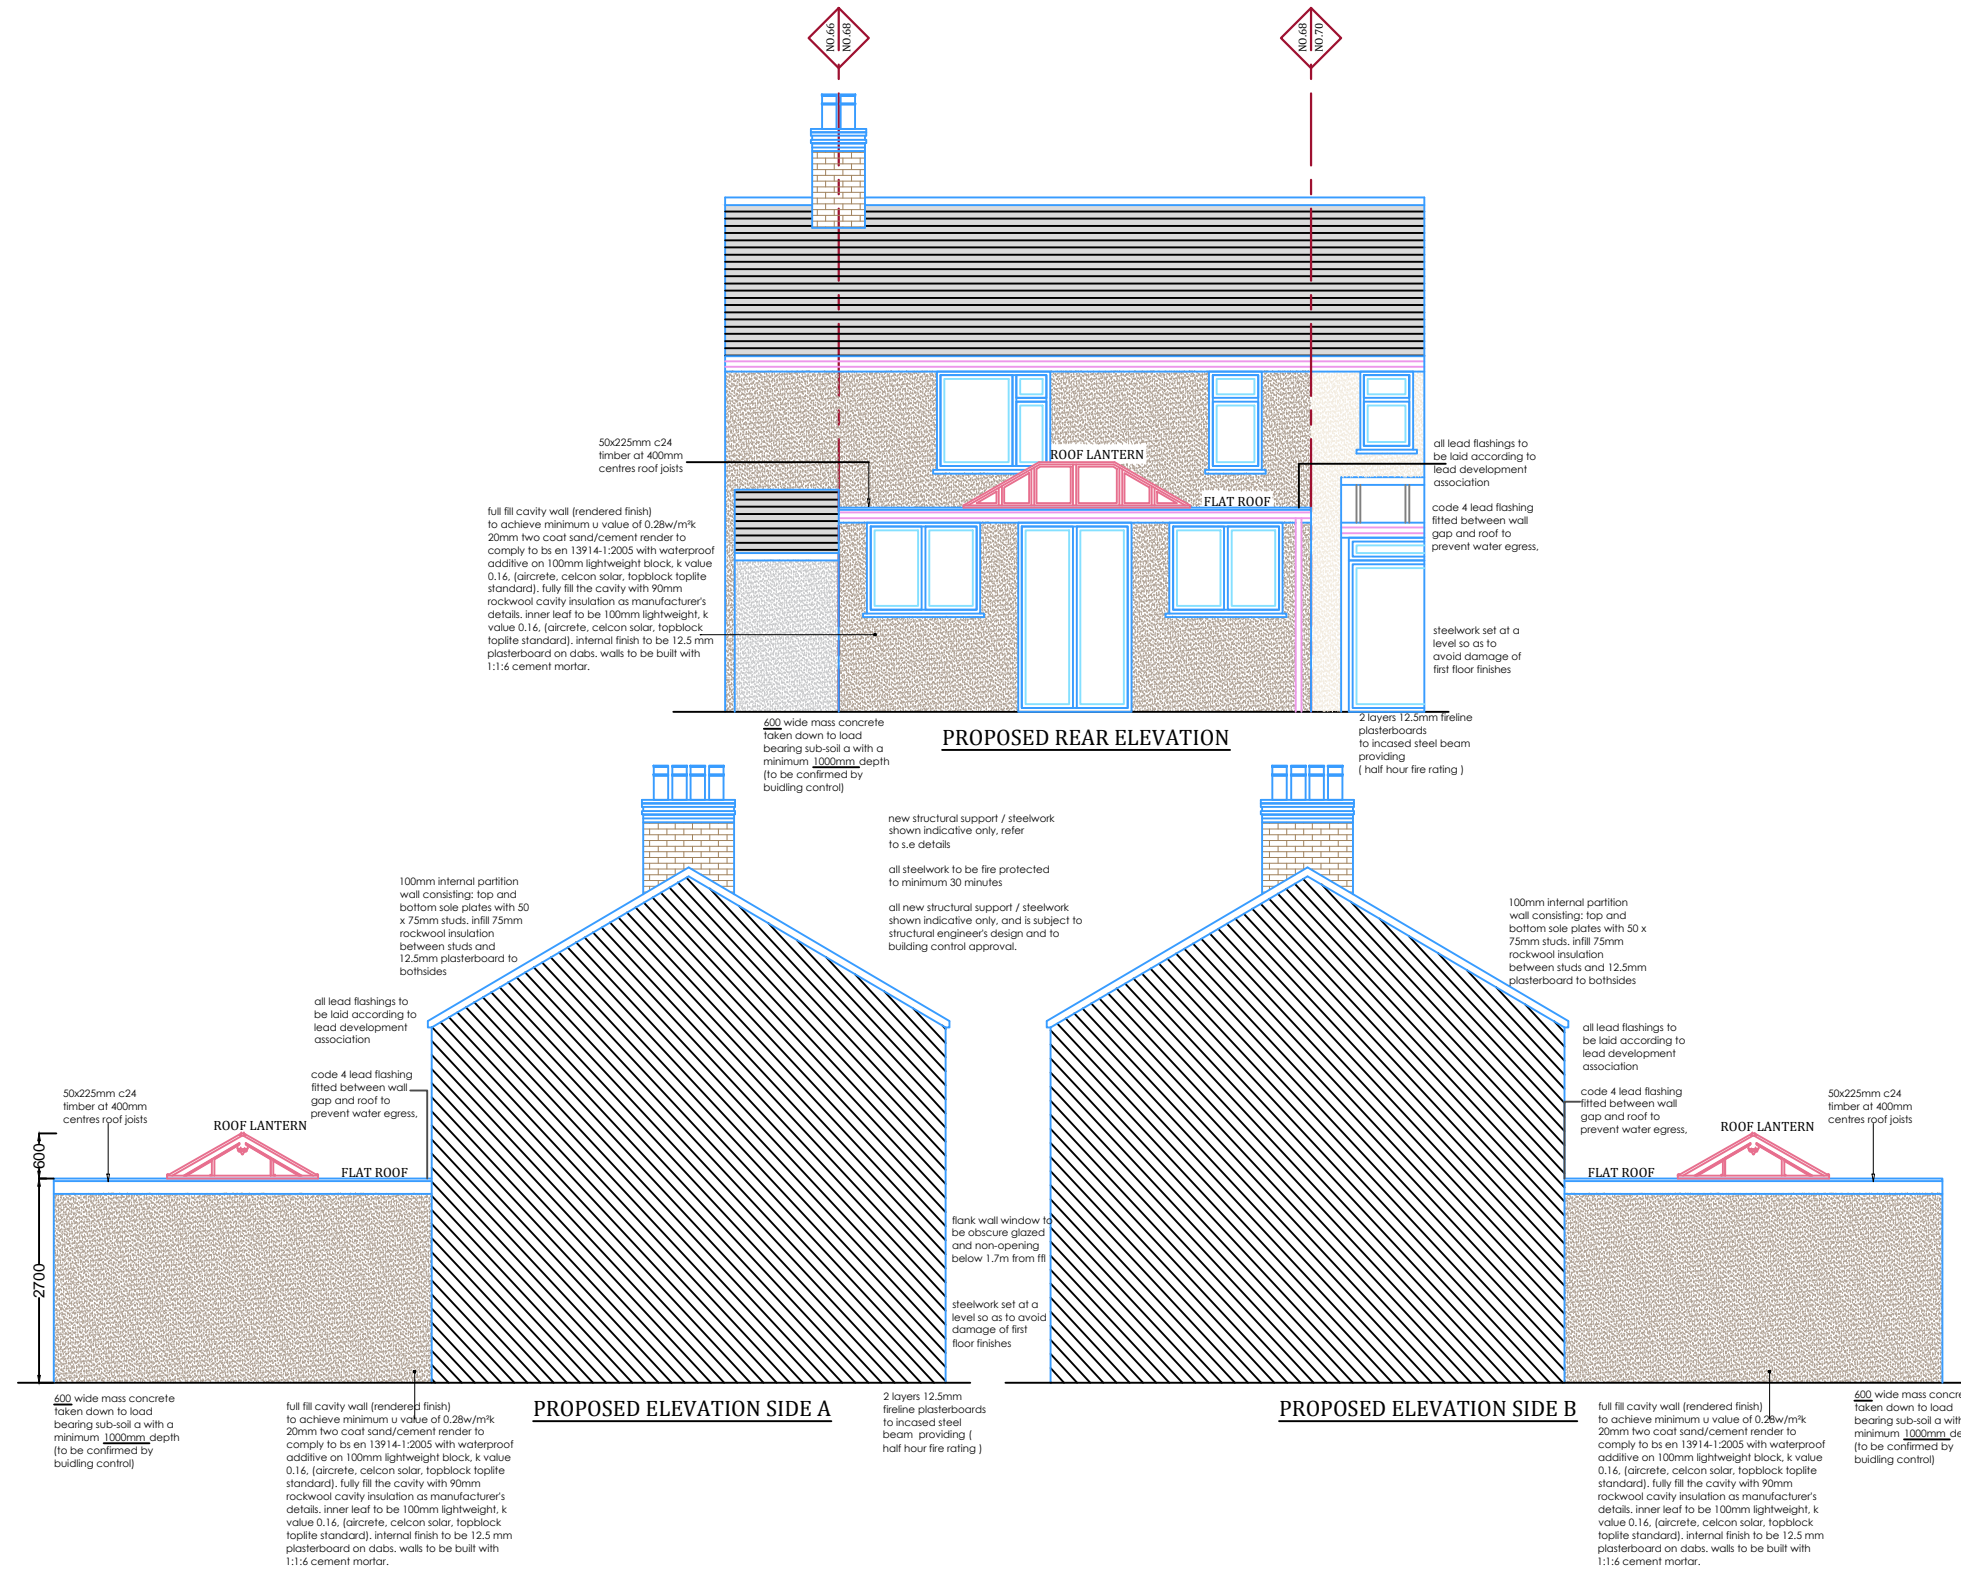 NO.66
NO.68
NO.68
NO.70
50x225mm c24
timber at 400mm
centres roof joists
ROOF LANTERN
FLAT ROOF
all lead flashings to
be laid according to
lead development
association
code 4 lead flashing
fitted between wall
gap and roof to
prevent water egress,
full fill cavity wall (rendered finish)
to achieve minimum u value of 0.28w/m²k
20mm two coat sand/cement render to
comply to bs en 13914-1:2005 with waterproof
additive on 100mm lightweight block, k value
0.16, (aircrete, celcon solar, topblock toplite
standard). fully fill the cavity with 90mm
rockwool cavity insulation as manufacturer's
details. inner leaf to be 100mm lightweight, k
value 0.16, (aircrete, celcon solar, topblock
toplite standard). internal finish to be 12.5 mm
plasterboard on dabs. walls to be built with
1:1:6 cement mortar.
steelwork set at a
level so as to
avoid damage of
first floor finishes
600 wide mass concrete
taken down to load
bearing sub-soil a with a
minimum 1000mm depth
(to be confirmed by
buidling control)
PROPOSED REAR ELEVATION
2 layers 12.5mm fireline
plasterboards
to incased steel beam
providing
( half hour fire rating )
new structural support / steelwork
shown indicative only, refer
to s.e details
all steelwork to be fire protected
to minimum 30 minutes
all new structural support / steelwork
shown indicative only, and is subject to
structural engineer's design and to
building control approval.
100mm internal partition
wall consisting: top and
bottom sole plates with 50
x 75mm studs. infill 75mm
rockwool insulation
between studs and
12.5mm plasterboard to
bothsides
all lead flashings to
be laid according to
lead development
association
code 4 lead flashing
fitted between wall
gap and roof to
prevent water egress,
50x225mm c24
timber at 400mm
centres roof joists
ROOF LANTERN
FLAT ROOF
600
2700
flank wall window to
be obscure glazed
and non-opening
below 1.7m from ffl
steelwork set at a
level so as to avoid
damage of first
floor finishes
600 wide mass concrete
taken down to load
bearing sub-soil a with a
minimum 1000mm depth
(to be confirmed by
buidling control)
full fill cavity wall (rendered finish)
to achieve minimum u value of 0.28w/m²k
20mm two coat sand/cement render to
comply to bs en 13914-1:2005 with waterproof
additive on 100mm lightweight block, k value
0.16, (aircrete, celcon solar, topblock toplite
standard). fully fill the cavity with 90mm
rockwool cavity insulation as manufacturer's
details. inner leaf to be 100mm lightweight, k
value 0.16, (aircrete, celcon solar, topblock
toplite standard). internal finish to be 12.5 mm
plasterboard on dabs. walls to be built with
1:1:6 cement mortar.
PROPOSED ELEVATION SIDE A
2 layers 12.5mm
fireline plasterboards
to incased steel
beam providing (
half hour fire rating )
100mm internal partition
wall consisting: top and
bottom sole plates with 50 x
75mm studs. infill 75mm
rockwool insulation
between studs and 12.5mm
plasterboard to bothsides
all lead flashings to
be laid according to
lead development
association
code 4 lead flashing
fitted between wall
gap and roof to
prevent water egress,
50x225mm c24
timber at 400mm
centres roof joists
ROOF LANTERN
FLAT ROOF
PROPOSED ELEVATION SIDE B
full fill cavity wall (rendered finish)
to achieve minimum u value of 0.28w/m²k
20mm two coat sand/cement render to
comply to bs en 13914-1:2005 with waterproof
additive on 100mm lightweight block, k value
0.16, (aircrete, celcon solar, topblock toplite
standard). fully fill the cavity with 90mm
rockwool cavity insulation as manufacturer's
details. inner leaf to be 100mm lightweight, k
value 0.16, (aircrete, celcon solar, topblock
toplite standard). internal finish to be 12.5 mm
plasterboard on dabs. walls to be built with
1:1:6 cement mortar.
600 wide mass concre
taken down to load
bearing sub-soil a with
minimum 1000mm de
(to be confirmed by
buidling control)